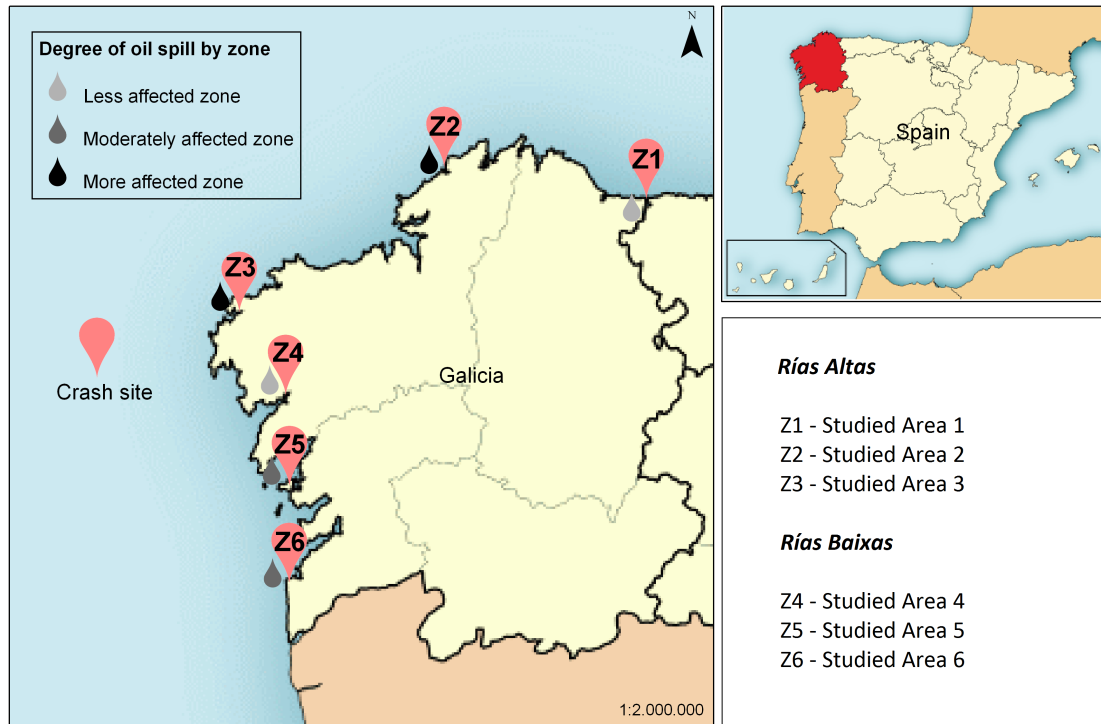 Degree of oil spill by zone
Less affected zone
Moderately affected zone
More affected zone
N
Z2
Z1
Z3
Z4
Crash site
Galicia
Z5
Z6
1:2.000.000
Spain
Rías Altas
Z1 - Studied Area 1
Z2 - Studied Area 2
Z3 - Studied Area 3
Rías Baixas
Z4 - Studied Area 4
Z5 - Studied Area 5
Z6 - Studied Area 6